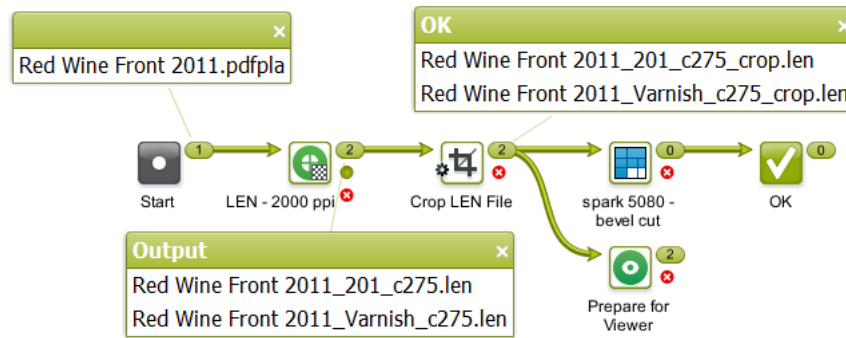 ×
Red Wine Front 2011.pdfpla
OK ×
Red Wine Front 2011_201_c275_crop.len
Red Wine Front 2011_Varnish_c275_crop.len
1
2
2
0
0
Start
LEN - 2000 ppi
Crop LEN File
spark 5080 -
bevel cut
OK
Output ×
Red Wine Front 2011_201_c275.len
Red Wine Front 2011_Varnish_c275.len
2
Prepare for
Viewer